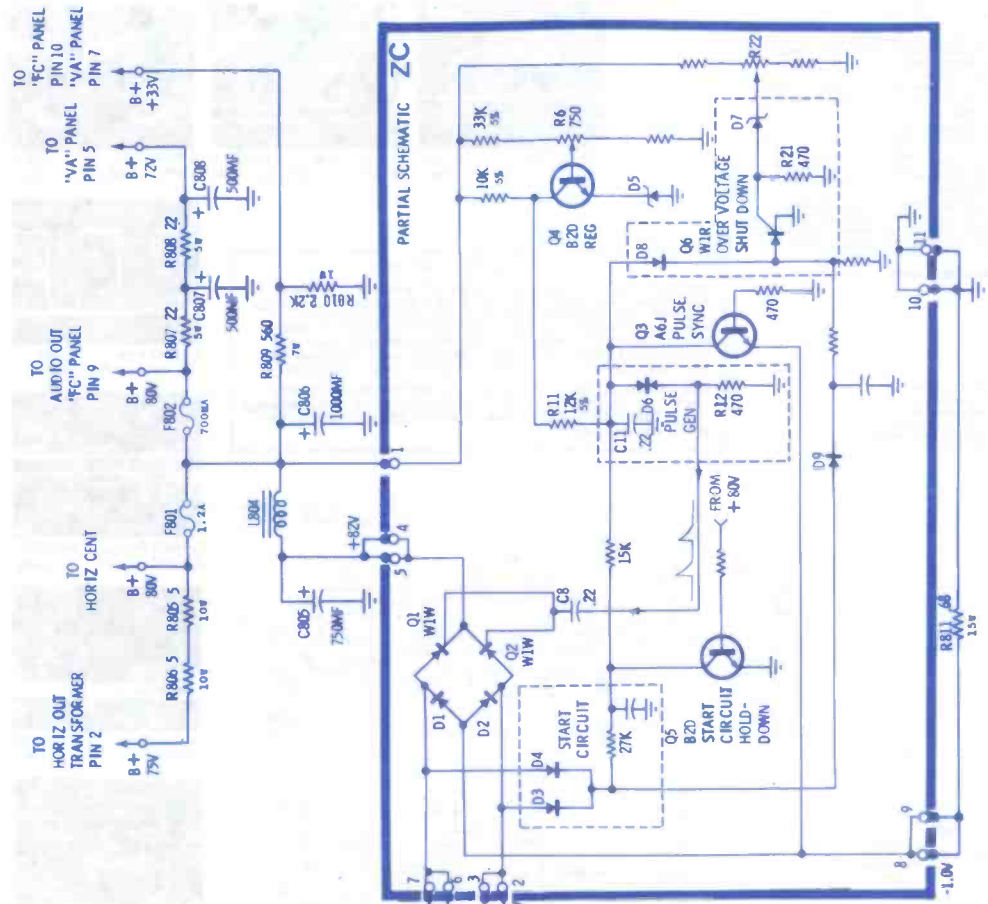 TO
"FC" PANEL
PIN 10
"VA" PANEL
PIN 7
B+
+33V
TO
"VA" PANEL
PIN 5
B+
72V
TO
AUDIO OUT
"FC" PANEL
PIN 9
B+
80V
TO
HORIZ CENT
B+
80V
TO
HORIZ OUT
TRANSFORMER
PIN 2
B+
75V
C808
500MF
R808 22
5W
C807
500MF
R807 22
5W
F802
700MA
F801
1.2A
R805 5
10W
R806 5
10W
R810 2.2K
1W
R809 560
7W
C806
1000MF
L804
C805
750MF
+82V
1
4
5
ZC
PARTIAL SCHEMATIC
R22
33K
5%
R6
750
10K
5%
Q4
B2D
REG
D5
D7
R21
470
Q6
W1R
OVER VOLTAGE
SHUT DOWN
D8
Q3
A6J
PULSE
SYNC
470
R11
12K
5%
C11
.22
D6
PULSE
GEN
R12
470
D9
FROM
+80V
15K
C8
.22
Q1
W1W
Q2
W1W
D1
D2
START
CIRCUIT
D4
D3
27K
Q5
B2D
START
CIRCUIT
HOLD-
DOWN
7
6
3
2
8
9
10
11
-1.0V
R811 .68
15W